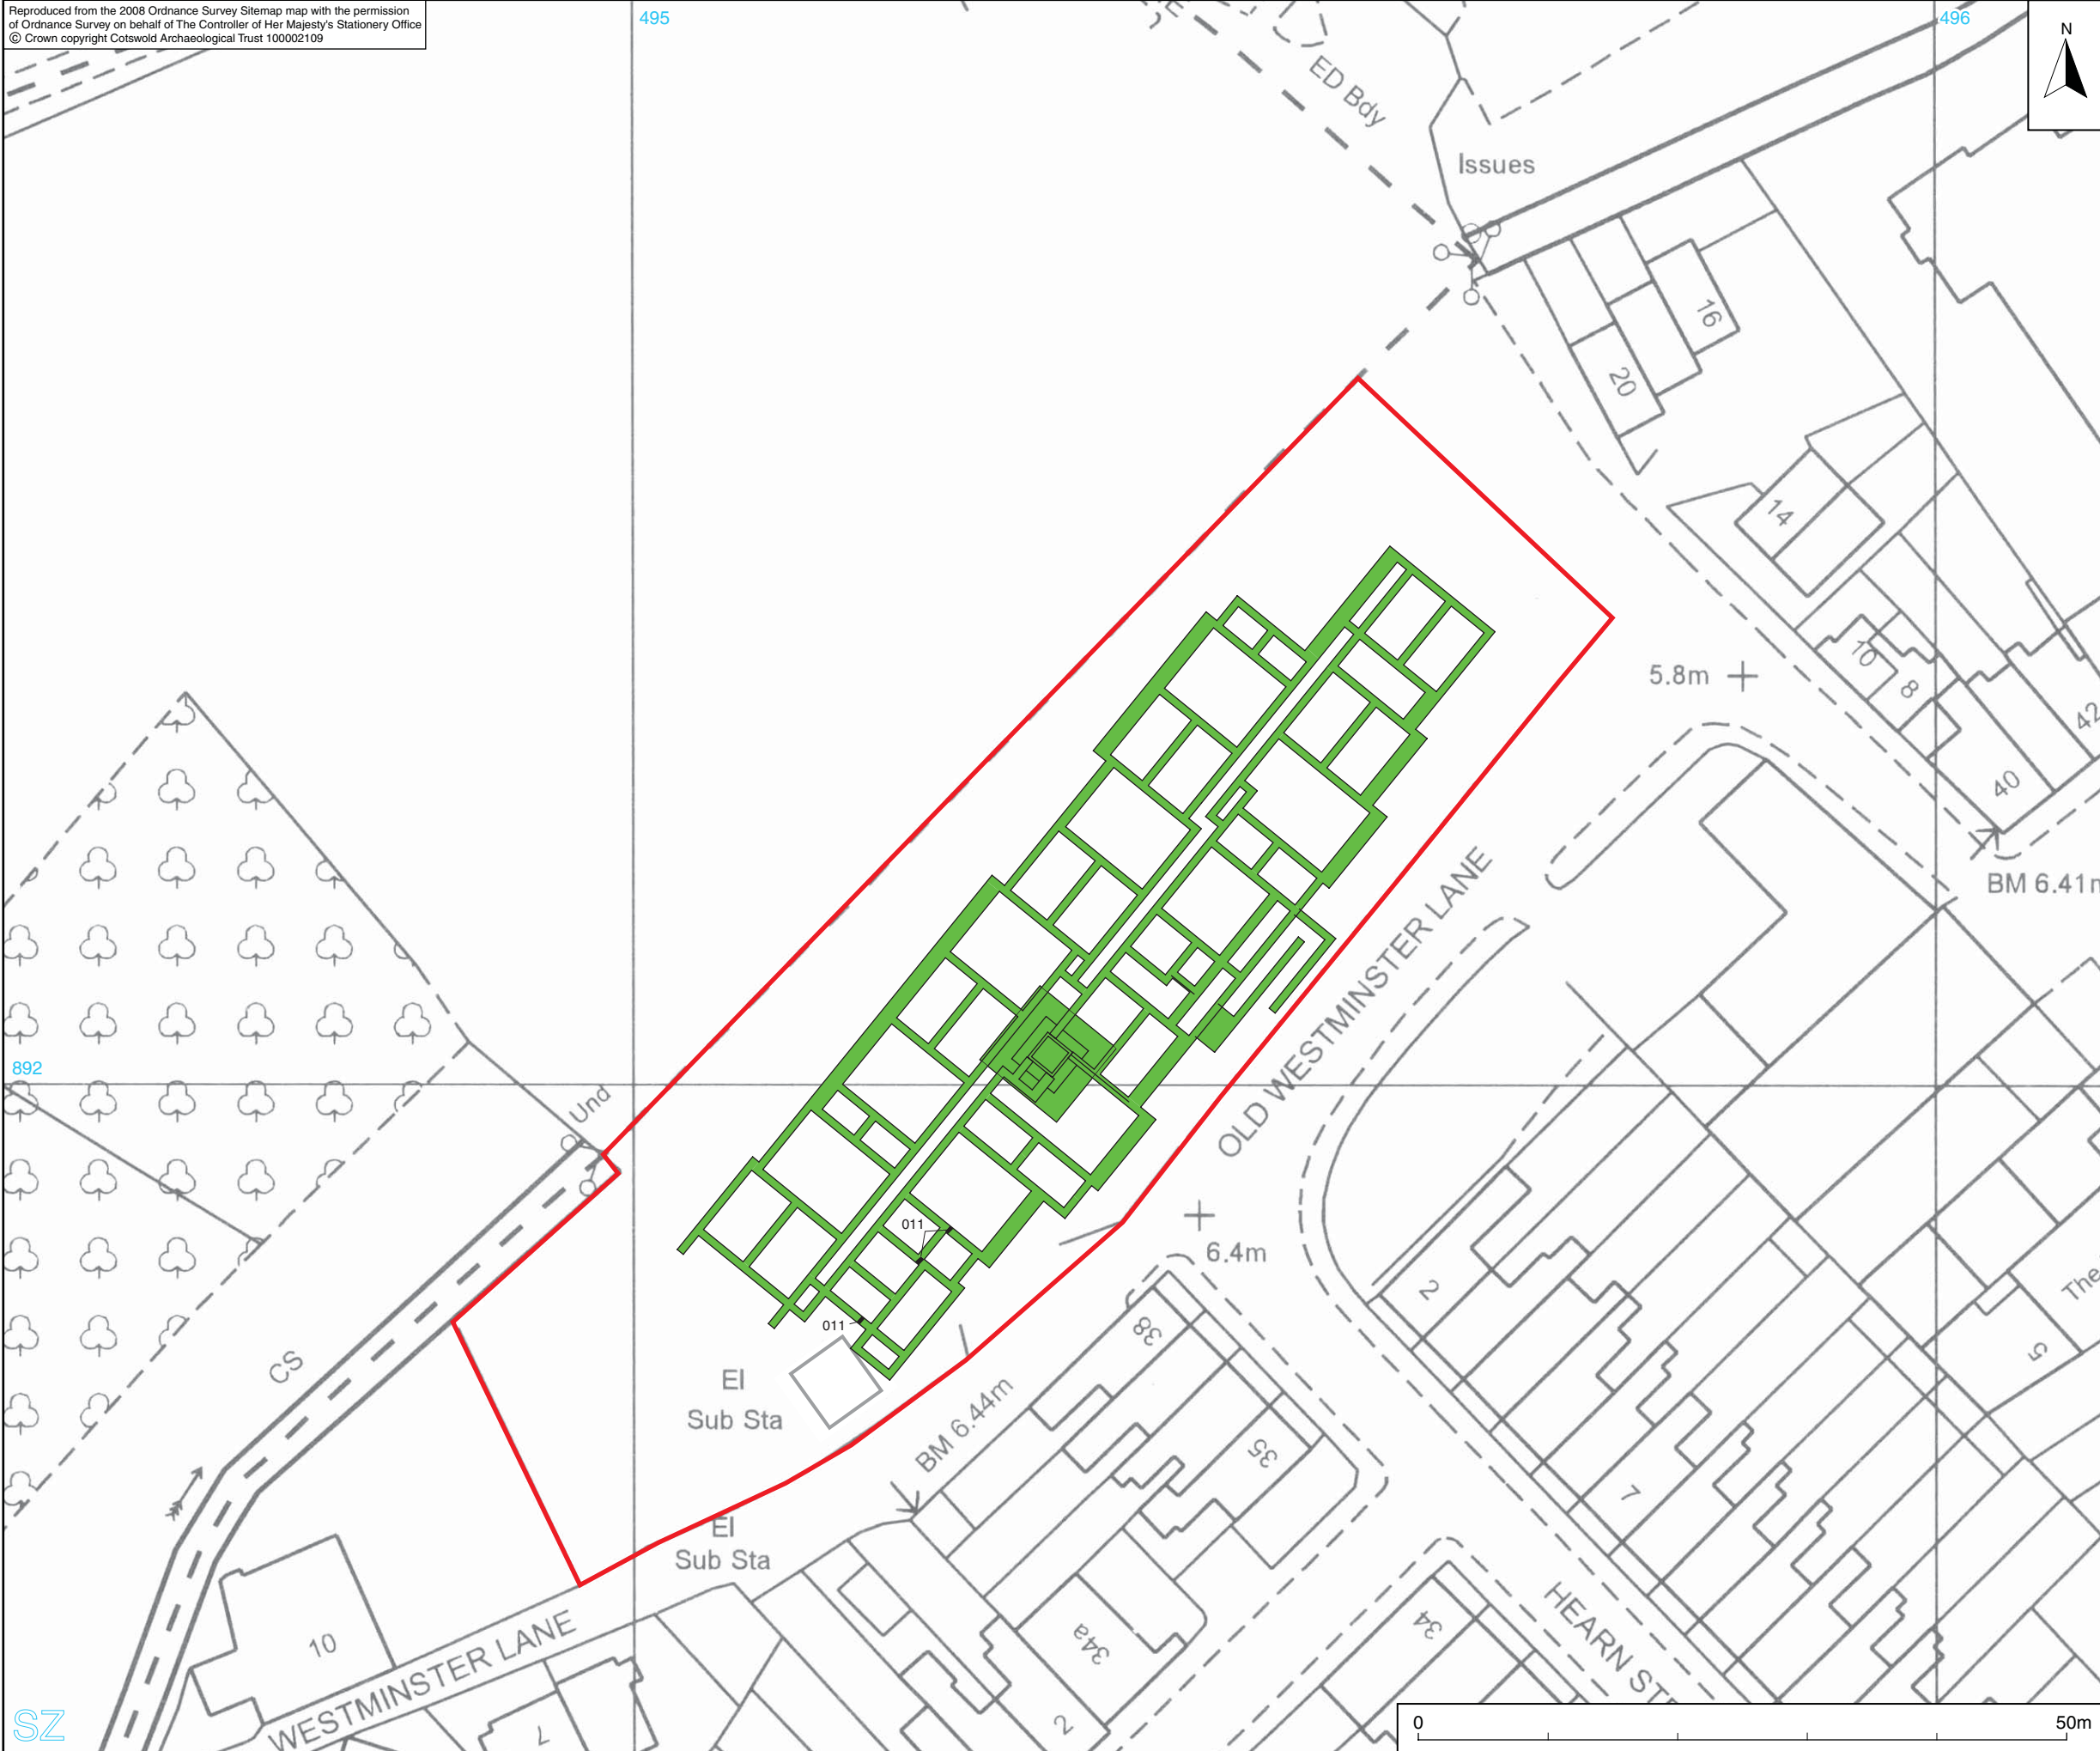 Reproduced from the 2008 Ordnance Survey Sitemap map with the permission
of Ordnance Survey on behalf of The Controller of Her Majesty's Stationery Office
© Crown copyright Cotswold Archaeological Trust 100002109
495
496
N
ED Bdy
Issues
16
20
14
10
8
42
40
5.8m
BM 6.41m
892
Und
OLD WESTMINSTER LANE
6.4m
011
011
2
The
5
38
CS
El
Sub Sta
BM 6.44m
35
7
El
Sub Sta
HEARN ST
34
34a
10
WESTMINSTER LANE
2
7
SZ
0
50m